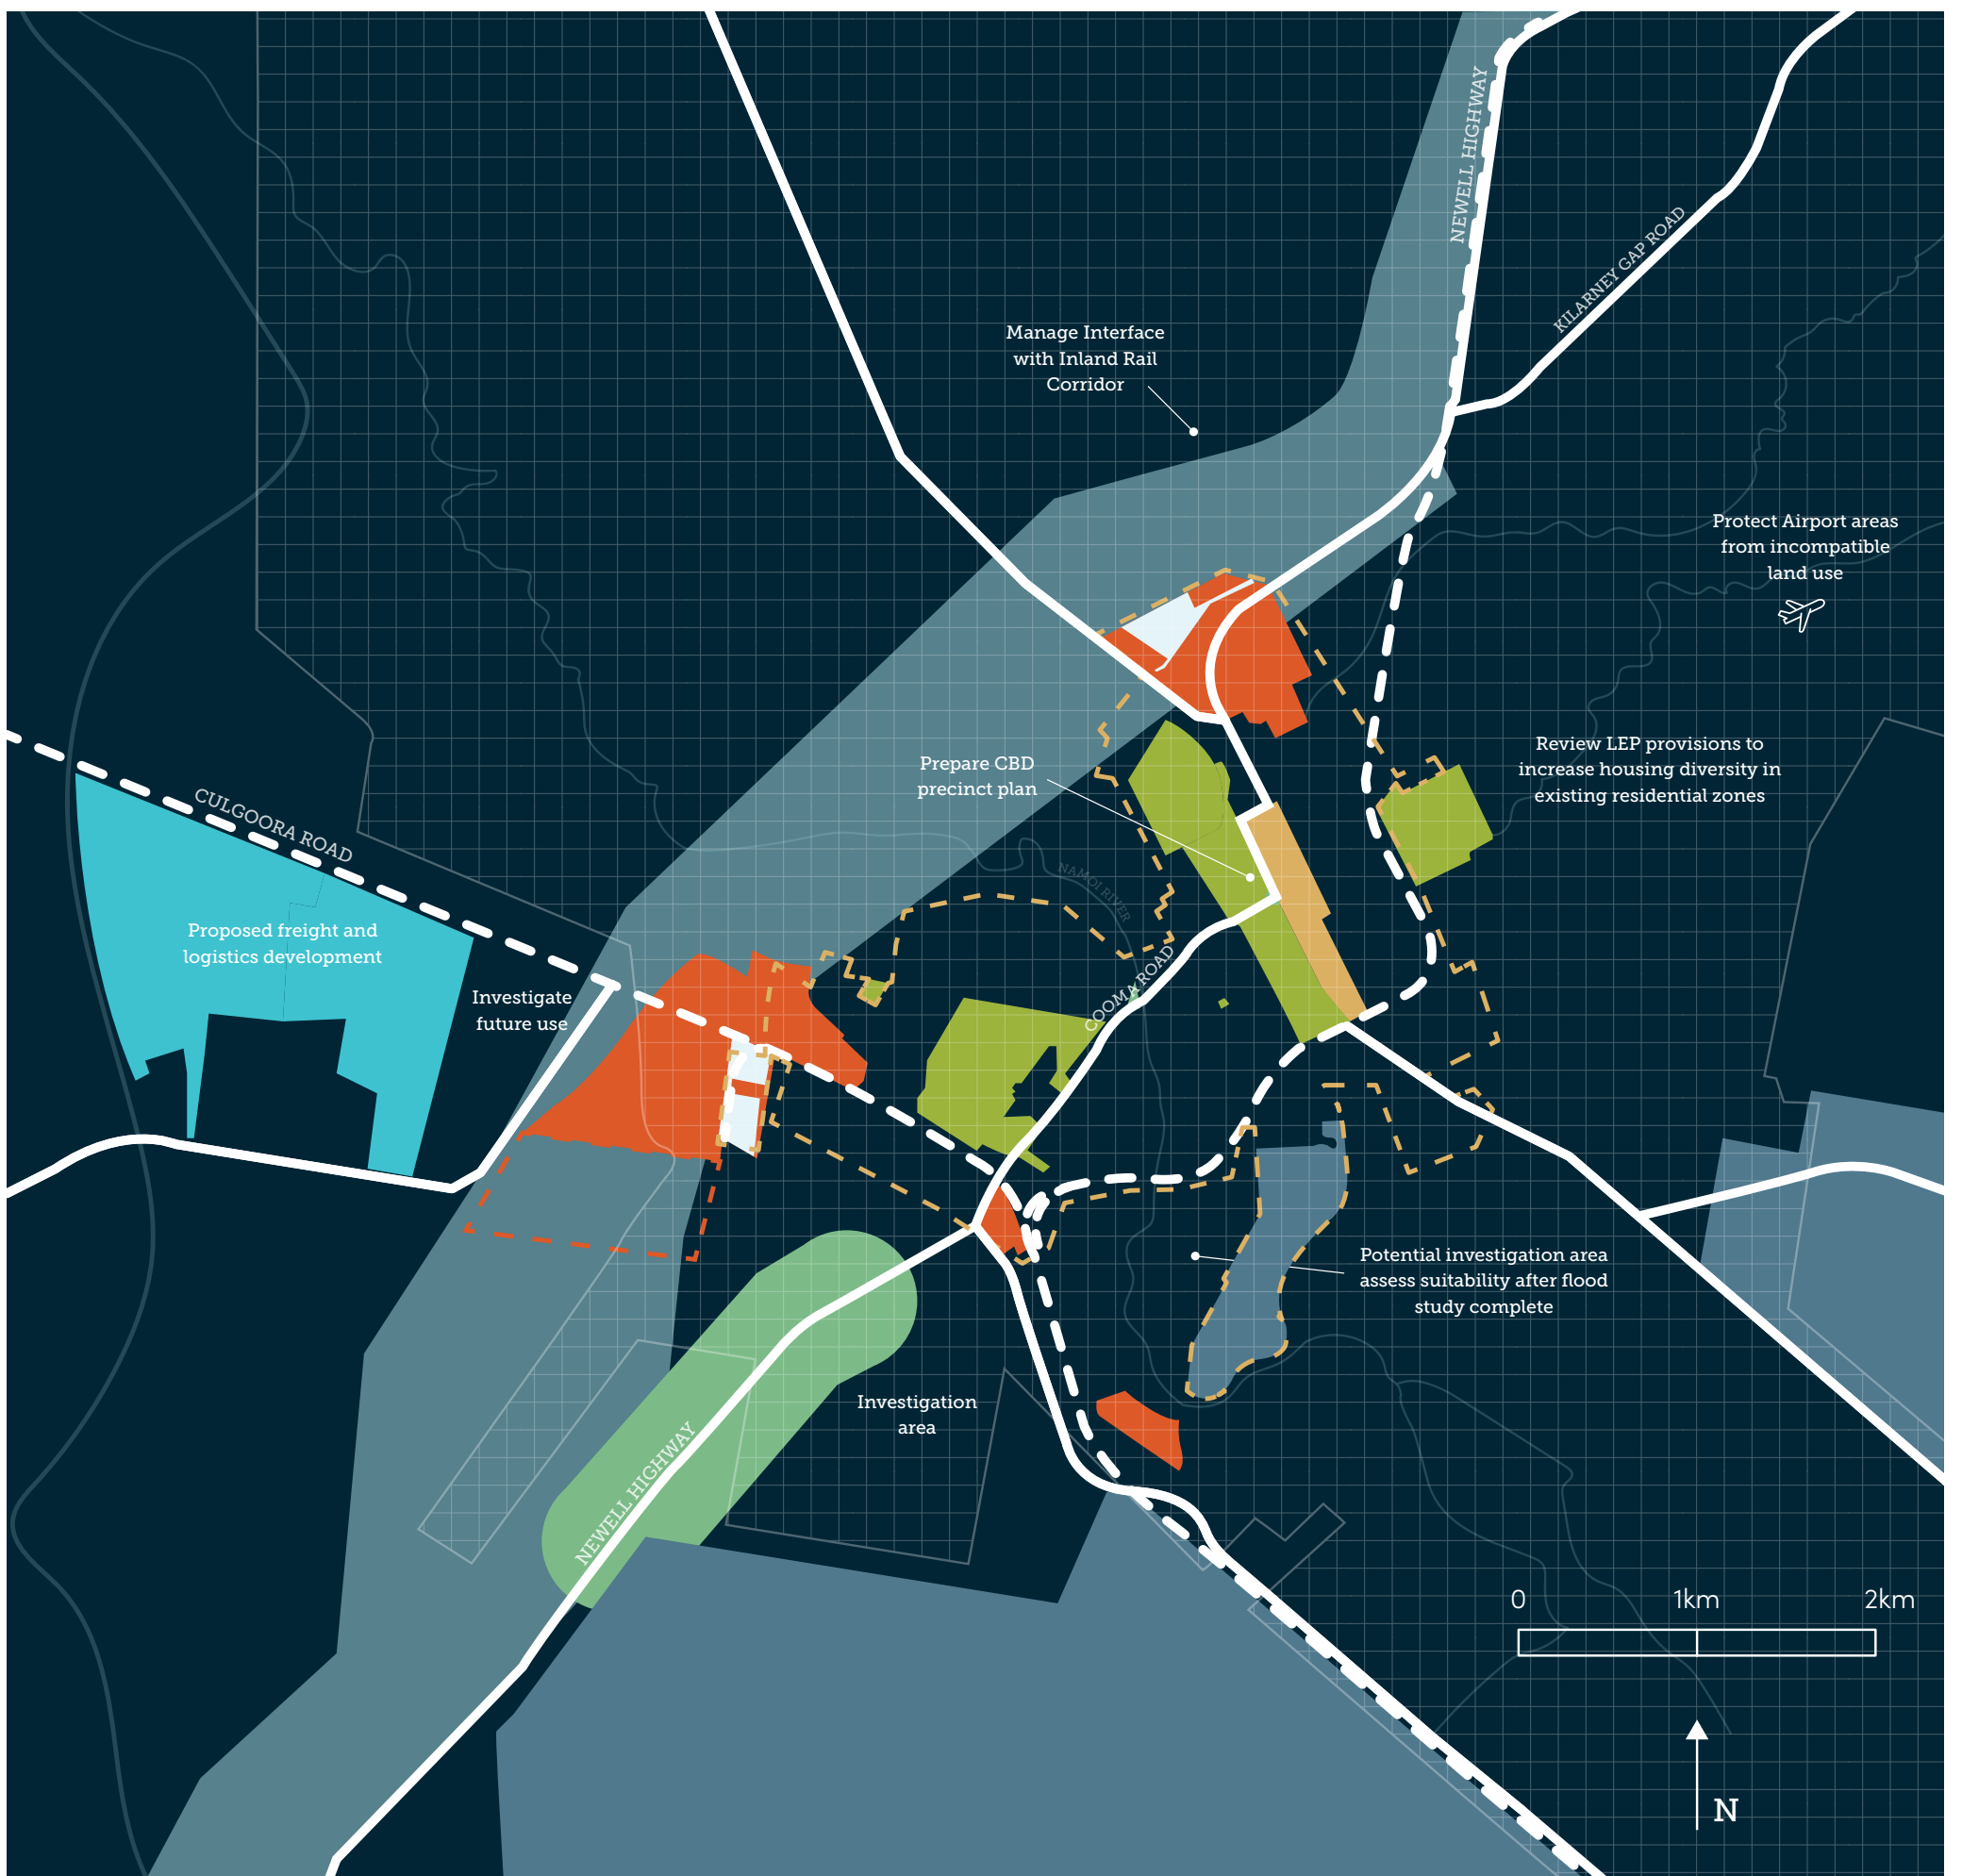 NEWELL HIGHWAY
KILARNEY GAP ROAD
Manage Interface
with Inland Rail
Corridor
Protect Airport areas
from incompatible
land use
Review LEP provisions to
increase housing diversity in
existing residential zones
Prepare CBD
precinct plan
CULGOORA ROAD
NAMOI RIVER
Proposed freight and
logistics development
Investigate
future use
COOMA ROAD
Potential investigation area
assess suitability after flood
study complete
Investigation
area
NEWELL HIGHWAY
0 1km 2km
N